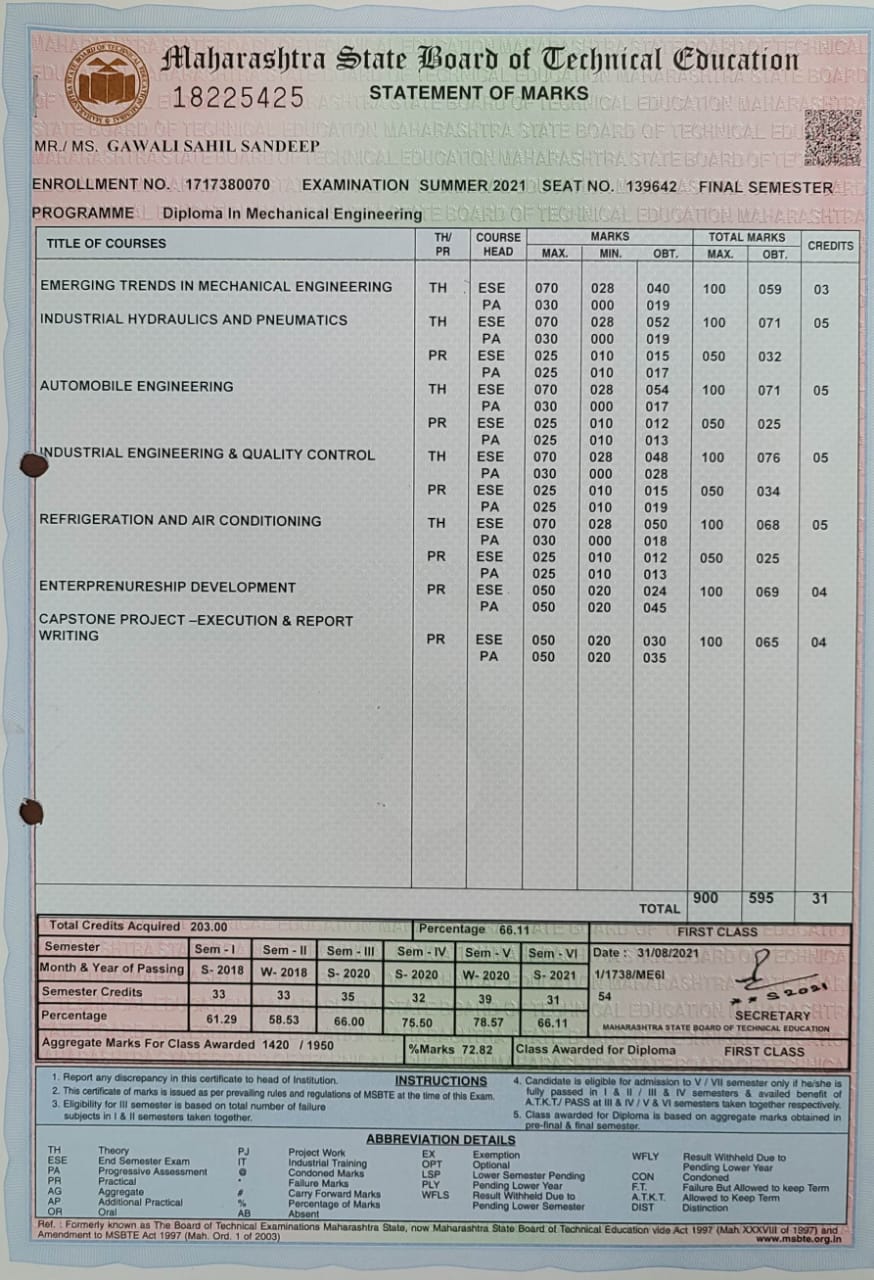 Maharashtra State Board of Technical Education
18225425
STATEMENT OF MARKS
MR./ MS. GAWALI SAHIL SANDEEP
ENROLLMENT NO. 1717380070 EXAMINATION SUMMER 2021 SEAT NO. 139642 FINAL SEMESTER
PROGRAMME Diploma In Mechanical Engineering
TITLE OF COURSES TH/ PR COURSE HEAD MARKS TOTAL MARKS CREDITS
MAX. MIN. OBT. MAX. OBT.
EMERGING TRENDS IN MECHANICAL ENGINEERING TH ESE 070 028 040 100 059 03
PA 030 000 019
INDUSTRIAL HYDRAULICS AND PNEUMATICS TH ESE 070 028 052 100 071 05
PA 030 000 019
PR ESE 025 010 015 050 032
PA 025 010 017
AUTOMOBILE ENGINEERING TH ESE 070 028 054 100 071 05
PA 030 000 017
PR ESE 025 010 012 050 025
PA 025 010 013
INDUSTRIAL ENGINEERING & QUALITY CONTROL TH ESE 070 028 048 100 076 05
PA 030 000 028
PR ESE 025 010 015 050 034
PA 025 010 019
REFRIGERATION AND AIR CONDITIONING TH ESE 070 028 050 100 068 05
PA 030 000 018
PR ESE 025 010 012 050 025
PA 025 010 013
ENTERPRENURESHIP DEVELOPMENT PR ESE 050 020 024 100 069 04
PA 050 020 045
CAPSTONE PROJECT –EXECUTION & REPORT
WRITING PR ESE 050 020 030 100 065 04
PA 050 020 035
TOTAL 900 595 31
Total Credits Acquired 203.00 Percentage 66.11 FIRST CLASS
Semester Sem - I Sem - II Sem - III Sem - IV Sem - V Sem - VI Date : 31/08/2021
Month & Year of Passing S- 2018 W- 2018 S- 2020 S- 2020 W- 2020 S- 2021 1/1738/ME6I
Semester Credits 33 33 35 32 39 31 54
Percentage 61.29 58.53 66.00 75.50 78.57 66.11 SECRETARY
MAHARASHTRA STATE BOARD OF TECHNICAL EDUCATION
Aggregate Marks For Class Awarded 1420 / 1950 %Marks 72.82 Class Awarded for Diploma FIRST CLASS
INSTRUCTIONS
1. Report any discrepancy in this certificate to head of Institution.
2. This certificate of marks is issued as per prevailing rules and regulations of MSBTE at the time of this Exam.
3. Eligibility for III semester is based on total number of failure
subjects in I & II semesters taken together.
4. Candidate is eligible for admission to V / VII semester only if he/she is
fully passed in I & II / III & IV semesters & availed benefit of
A.T.K.T./ PASS at III & IV / V & VI semesters taken together respectively.
5. Class awarded for Diploma is based on aggregate marks obtained in
pre-final & final semester.
ABBREVIATION DETAILS
TH Theory
ESE End Semester Exam
PA Progressive Assessment
PR Practical
AG Aggregate
AP Additional Practical
OR Oral
PJ Project Work
IT Industrial Training
@ Condoned Marks
* Failure Marks
# Carry Forward Marks
% Percentage of Marks
AB Absent
EX Exemption
OPT Optional
LSP Lower Semester Pending
PLY Pending Lower Year
WFLS Result Withheld Due to
Pending Lower Semester
WFLY Result Withheld Due to
Pending Lower Year
CON Condoned
F.T. Failure But Allowed to keep Term
A.T.K.T. Allowed to Keep Term
DIST Distinction
Ref. : Formerly known as The Board of Technical Examinations Maharashtra State, now Maharashtra State Board of Technical Education vide Act 1997 (Mah XXXVIII of 1997) and
Amendment to MSBTE Act 1997 (Mah. Ord. 1 of 2003) www.msbte.org.in